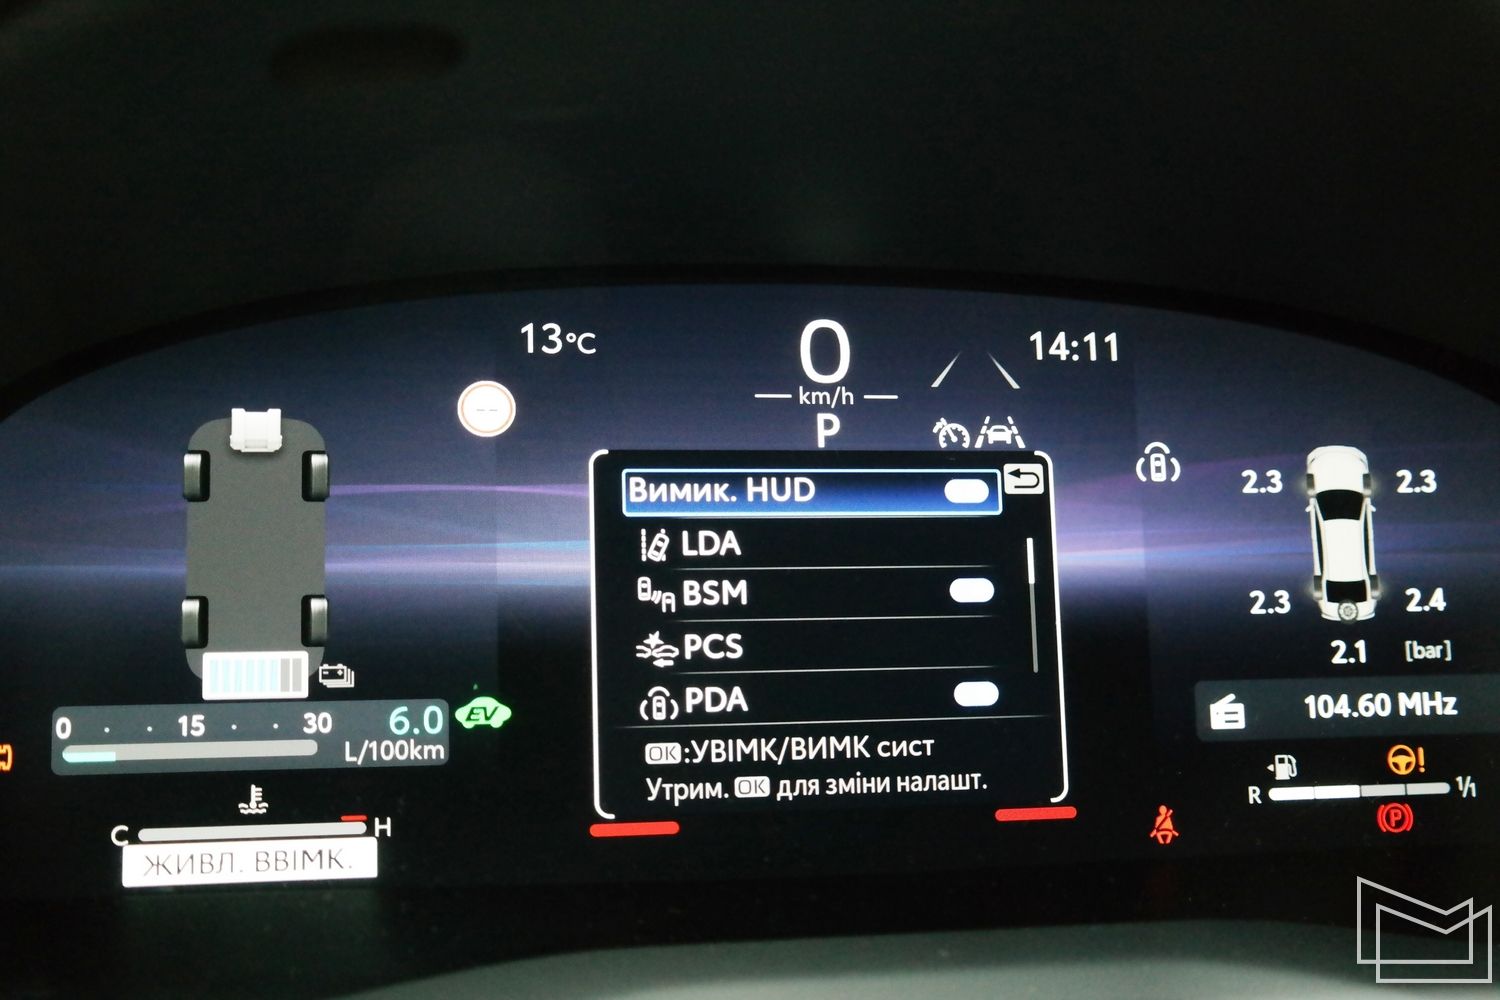 13°C
0
km/h
P
14:11
--
Вимик. HUD
LDA
BSM
PCS
PDA
OK:УВІМК/ВИМК сист
Утрим. OK для зміни налашт.
0 15 30 6.0
L/100km
EV
C H
ЖИВЛ. ВВІМК.
2.3 2.3
2.3 2.4
2.1 [bar]
104.60 MHz
R 1/1
P